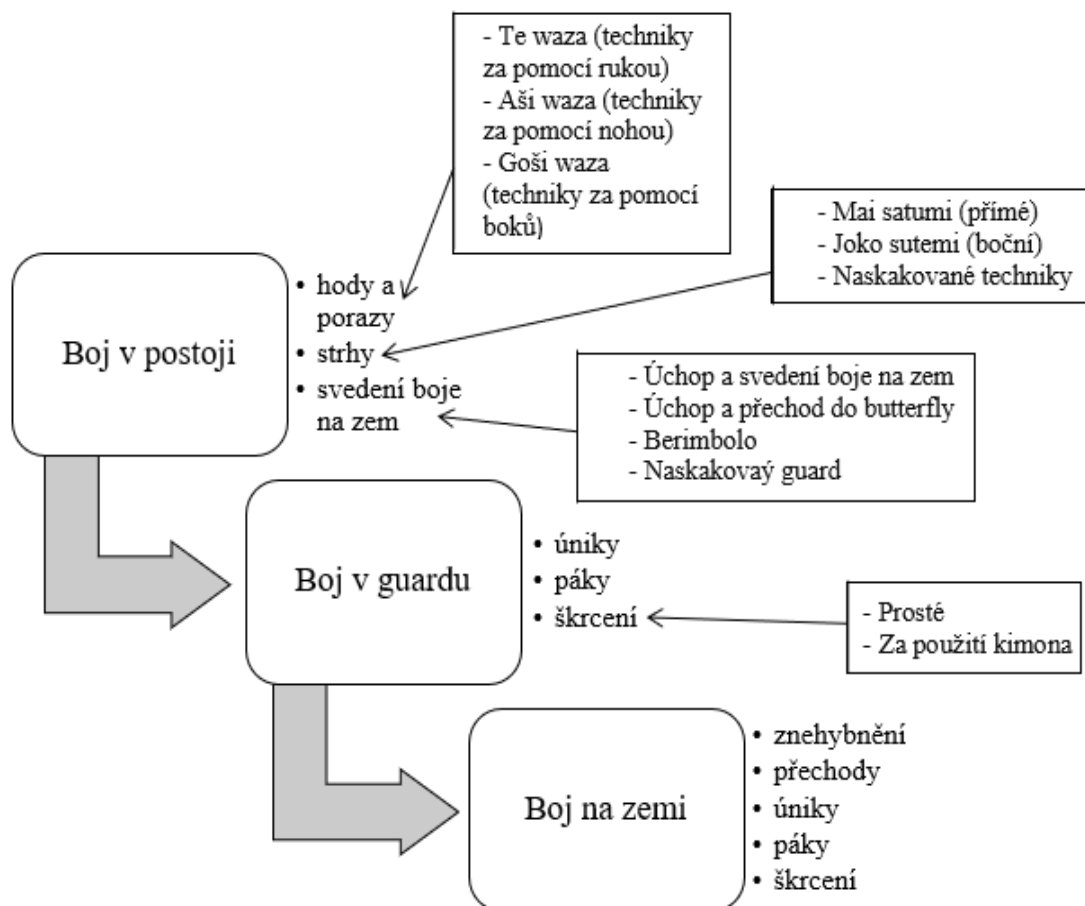 - Te waza (techniky
za pomocí rukou)
- Aši waza (techniky
za pomocí nohou)
- Goši waza
(techniky za pomocí
boků)
- Mai satumi (přímé)
- Joko sutemi (boční)
- Naskakované techniky
Boj v postoji
• hody a
porazy
• strhy
• svedení boje
na zem
- Úchop a svedení boje na zem
- Úchop a přechod do butterfly
- Berimbolo
- Naskakovaý guard
Boj v guardu
• úniky
• páky
• škrcení
- Prosté
- Za použití kimona
Boj na zemi
• znehybnění
• přechody
• úniky
• páky
• škrcení